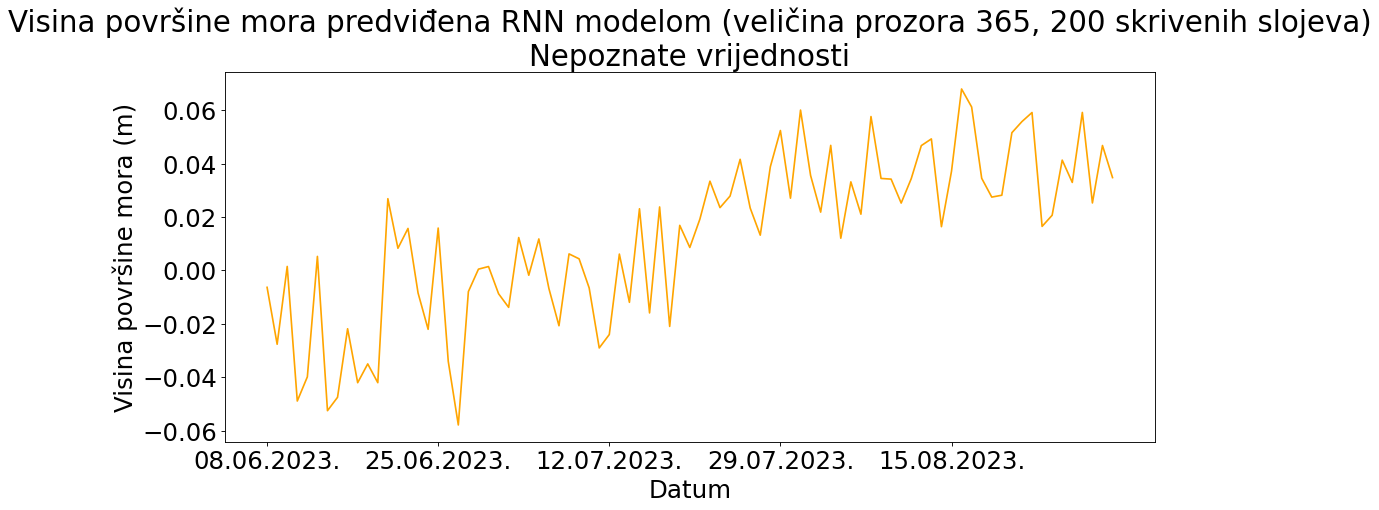 Visina površine mora predviđena RNN modelom (veličina prozora 365, 200 skrivenih slojeva)
Nepoznate vrijednosti
Visina površine mora (m)
0.06
0.04
0.02
0.00
−0.02
−0.04
−0.06
08.06.2023. 25.06.2023. 12.07.2023. 29.07.2023. 15.08.2023.
Datum